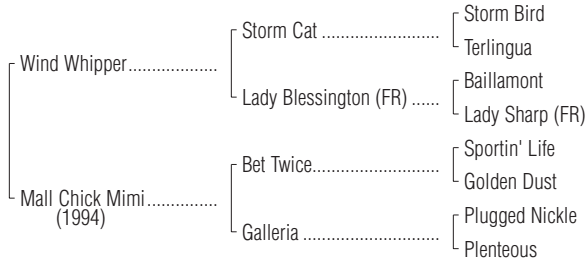 Storm Bird
Storm Cat ........................
Terlingua
Wind Whipper..................
Baillamont
Lady Blessington (FR) ......
Lady Sharp (FR)
Sportin' Life
Bet Twice.........................
Golden Dust
Mall Chick Mimi..............
(1994)
Plugged Nickle
Galleria ............................
Plenteous